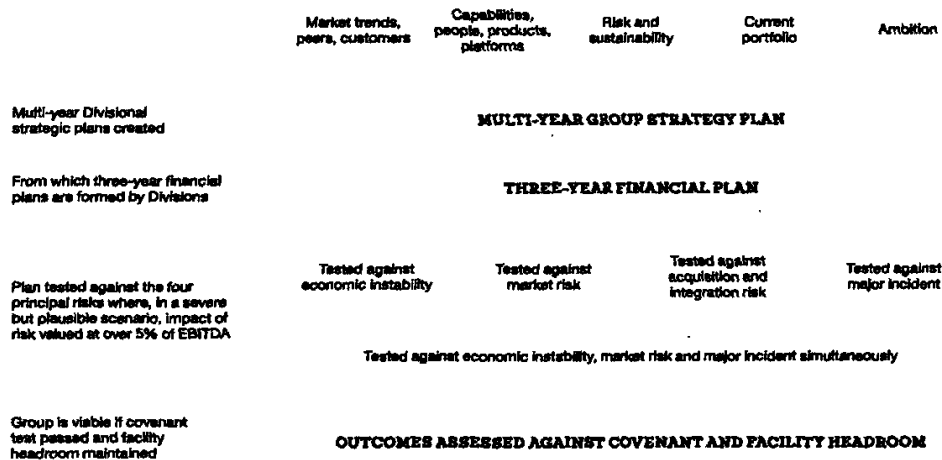 Market trends,
peers, customers
Capabilities,
people, products,
platforms
Risk and
sustainability
Current
portfolio
Ambition
Multi-year Divisional
strategic plans created
MULTI-YEAR GROUP STRATEGY PLAN
From which three-year financial
plans are formed by Divisions
THREE-YEAR FINANCIAL PLAN
Plan tested against the four
principal risks where, in a severe
but plausible scenario, impact of
risk valued at over 5% of EBITDA
Tested against
economic instability
Tested against
market risk
Tested against
acquisition and
integration risk
Tested against
major incident
Tested against economic instability, market risk and major incident simultaneously
Group is viable if covenant
test passed and facility
headroom maintained
OUTCOMES ASSESSED AGAINST COVENANT AND FACILITY HEADROOM